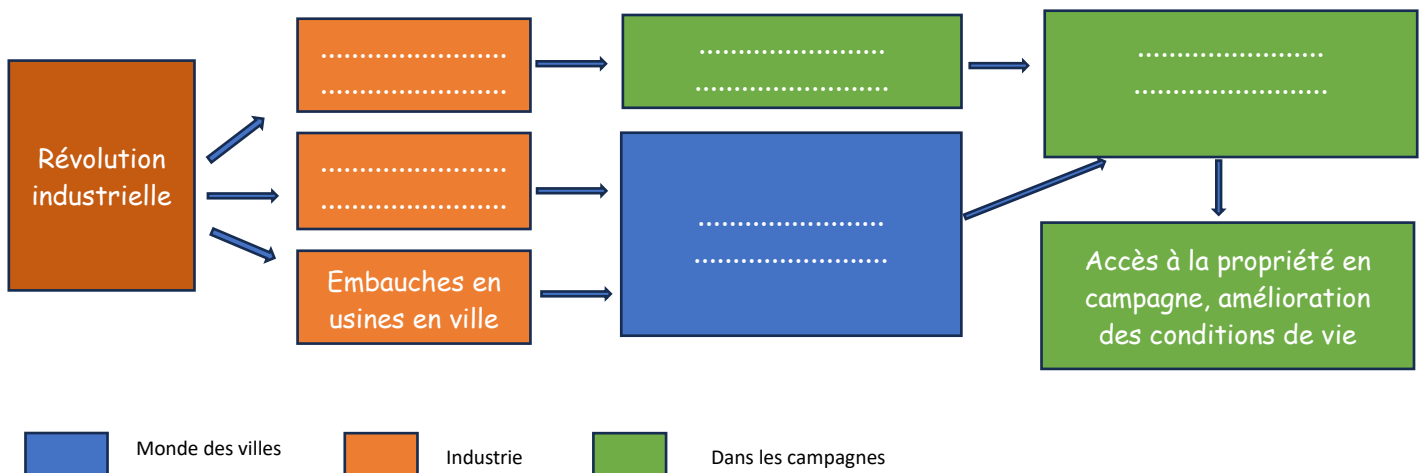 Révolution
industrielle
........................
........................
........................
........................
Embauches en
usines en ville
........................
.........................
........................
.........................
........................
.........................
Accès à la propriété en
campagne, amélioration
des conditions de vie
Monde des villes
Industrie
Dans les campagnes